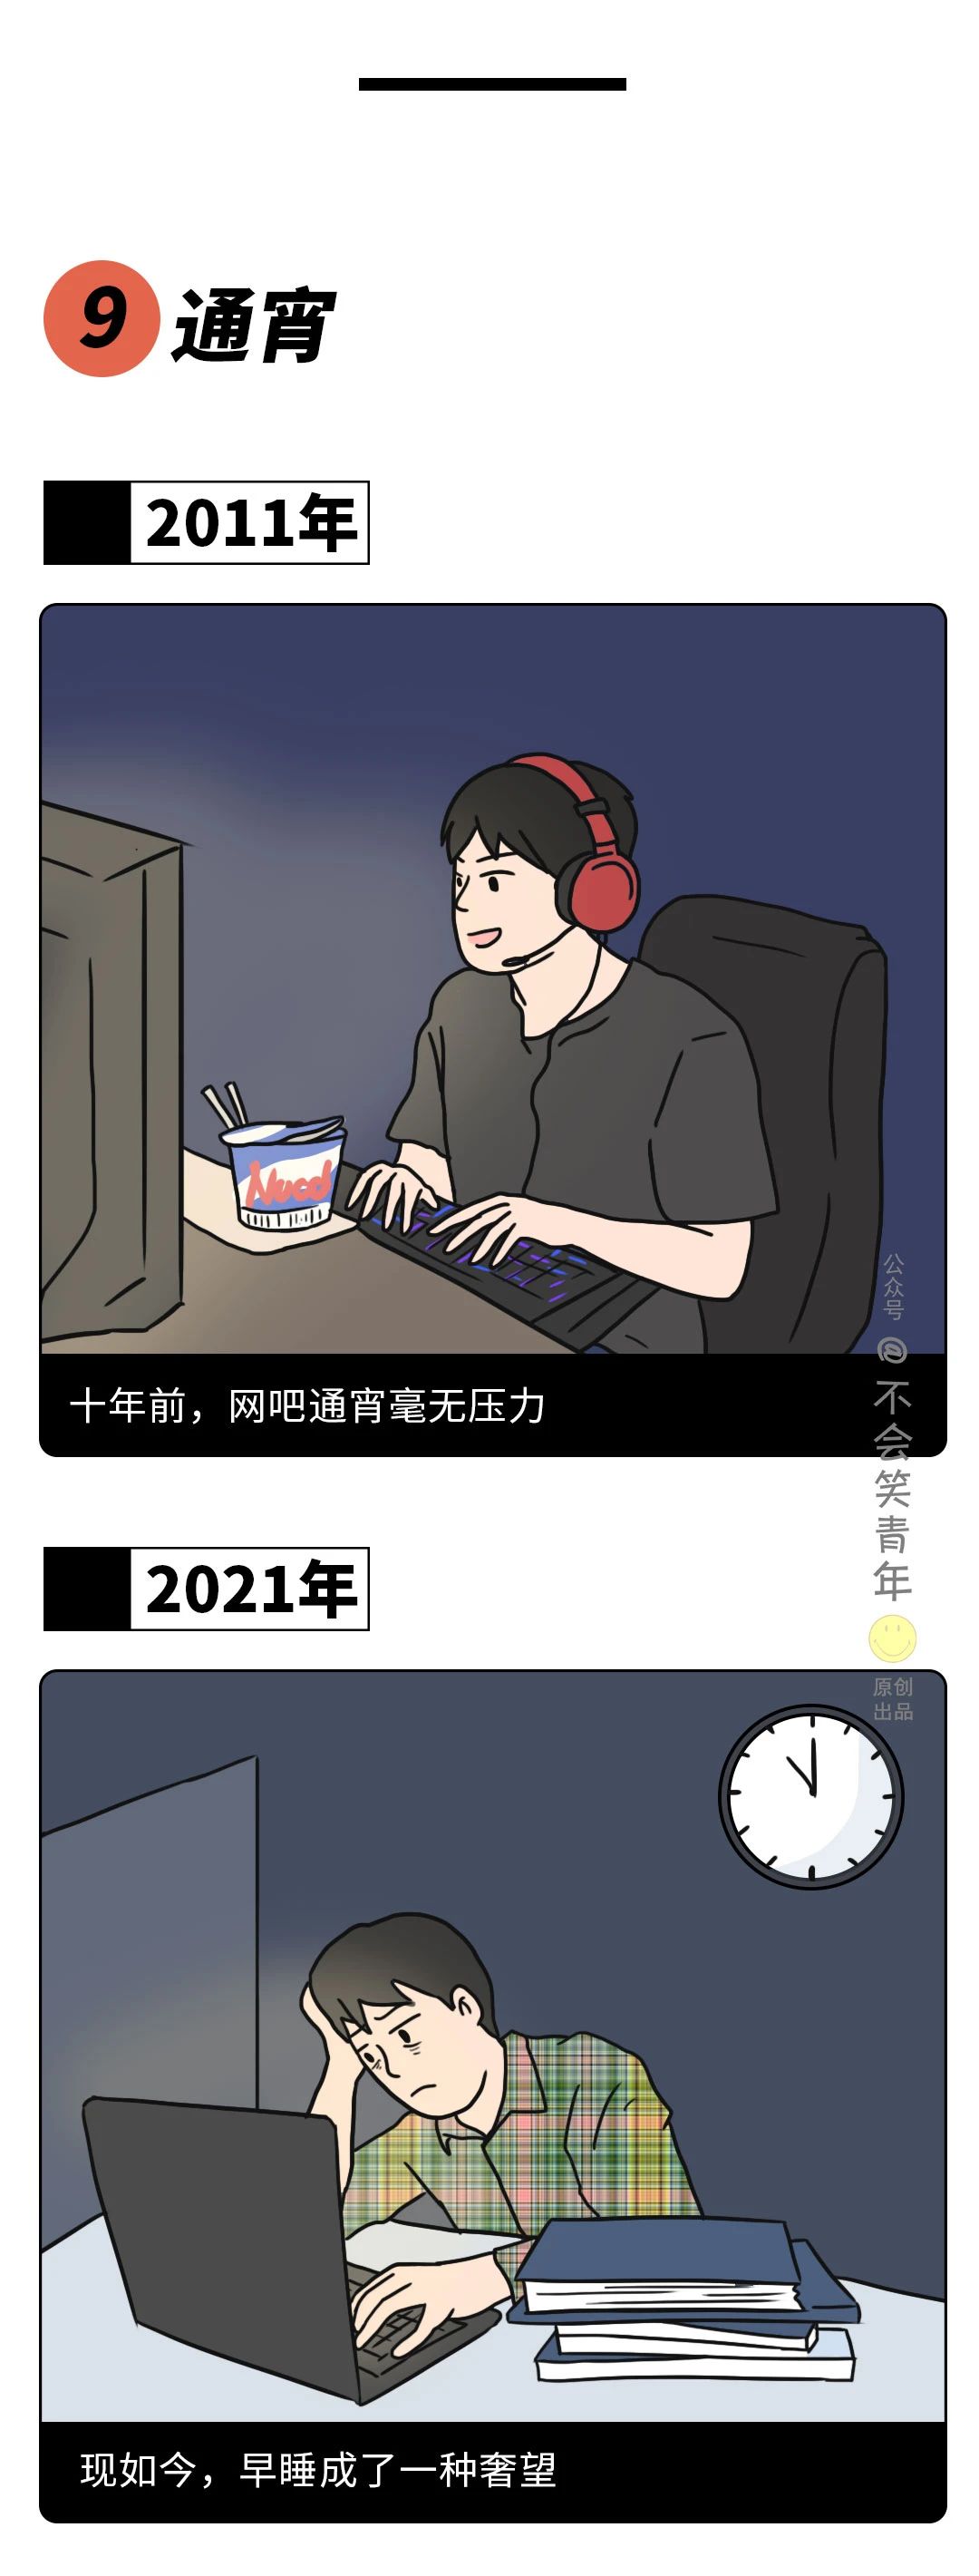 9 通宵
2011年
Nood
十年前，网吧通宵毫无压力
公众号
@不会笑青年
原创
出品
2021年
现如今，早睡成了一种奢望